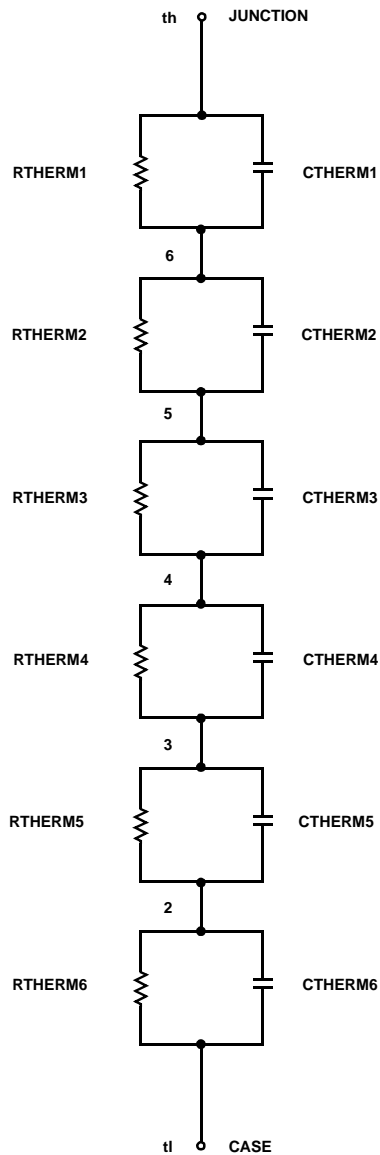 th JUNCTION
RTHERM1 CTHERM1
6
RTHERM2 CTHERM2
5
RTHERM3 CTHERM3
4
RTHERM4 CTHERM4
3
RTHERM5 CTHERM5
2
RTHERM6 CTHERM6
tl CASE